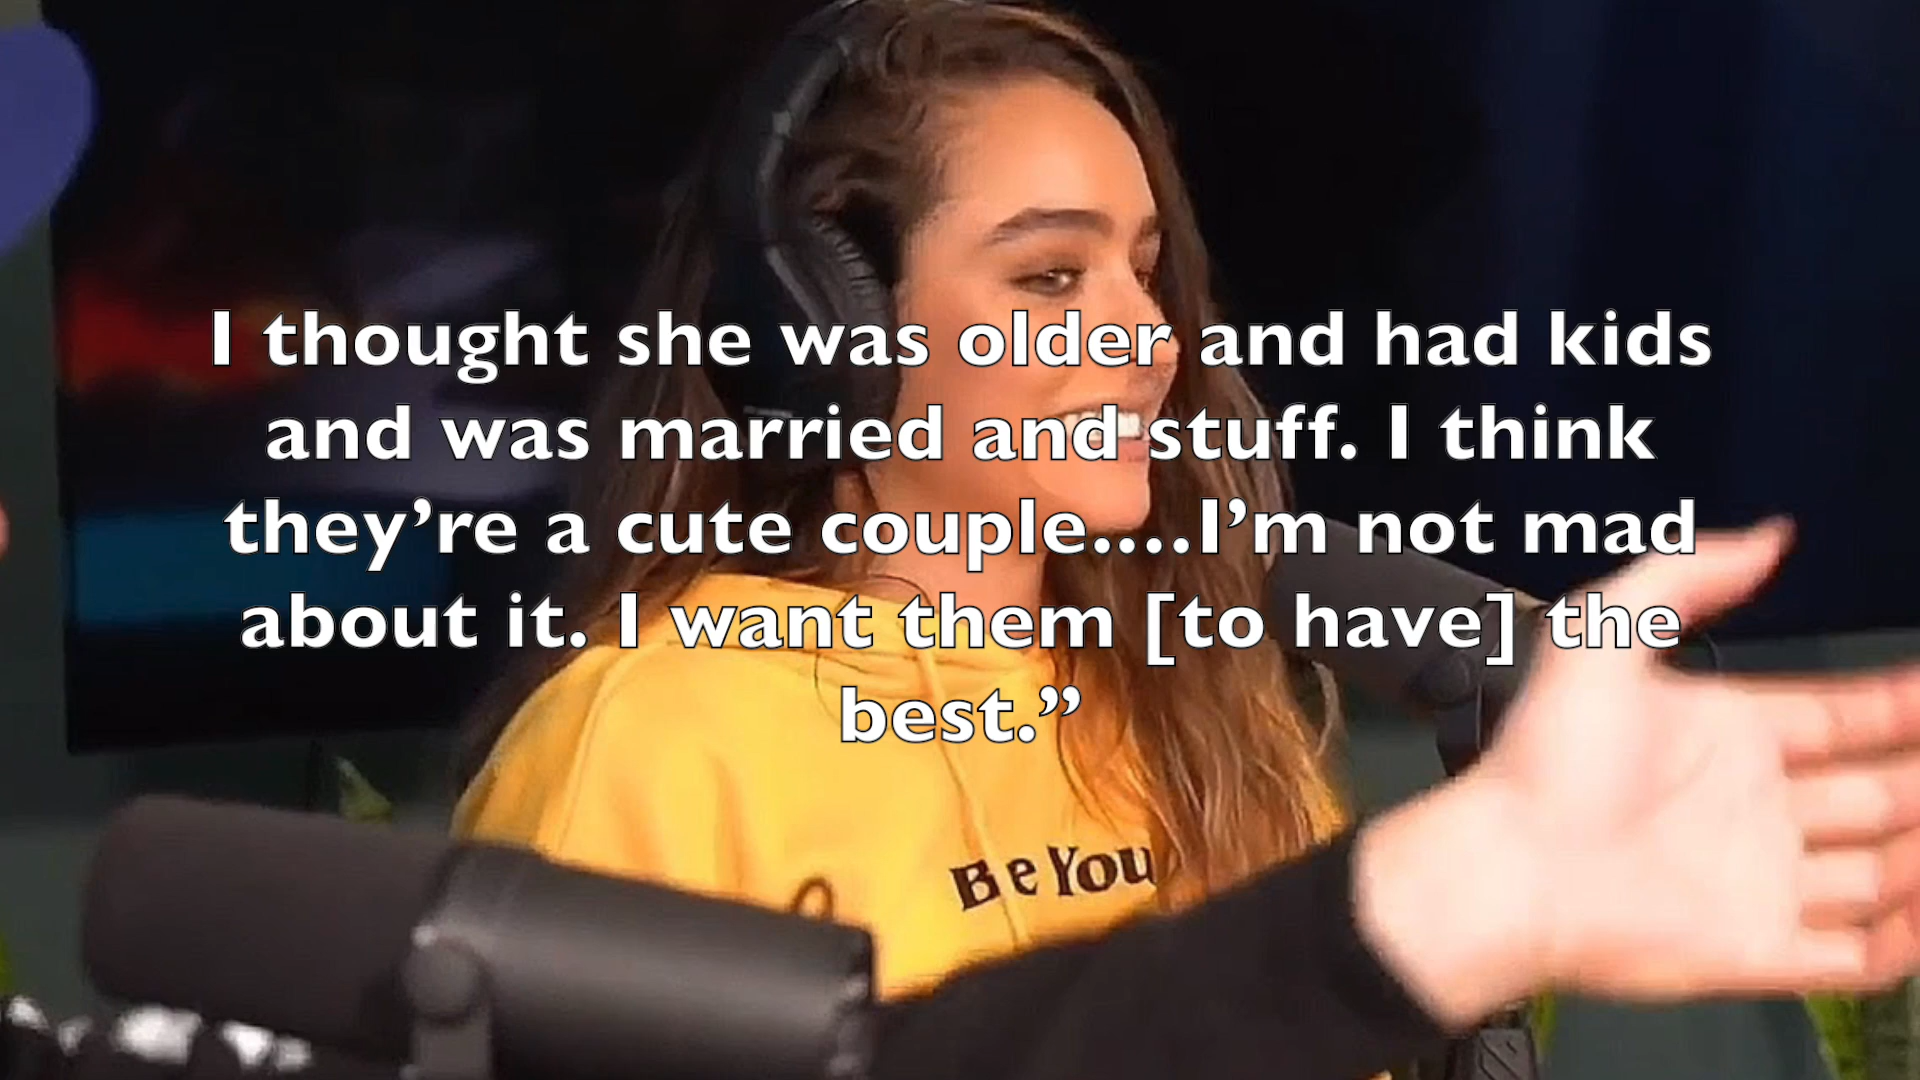 I thought she was older and had kids
and was married and stuff. I think
they’re a cute couple....I’m not mad
about it. I want them [to have] the
best.”
Be You